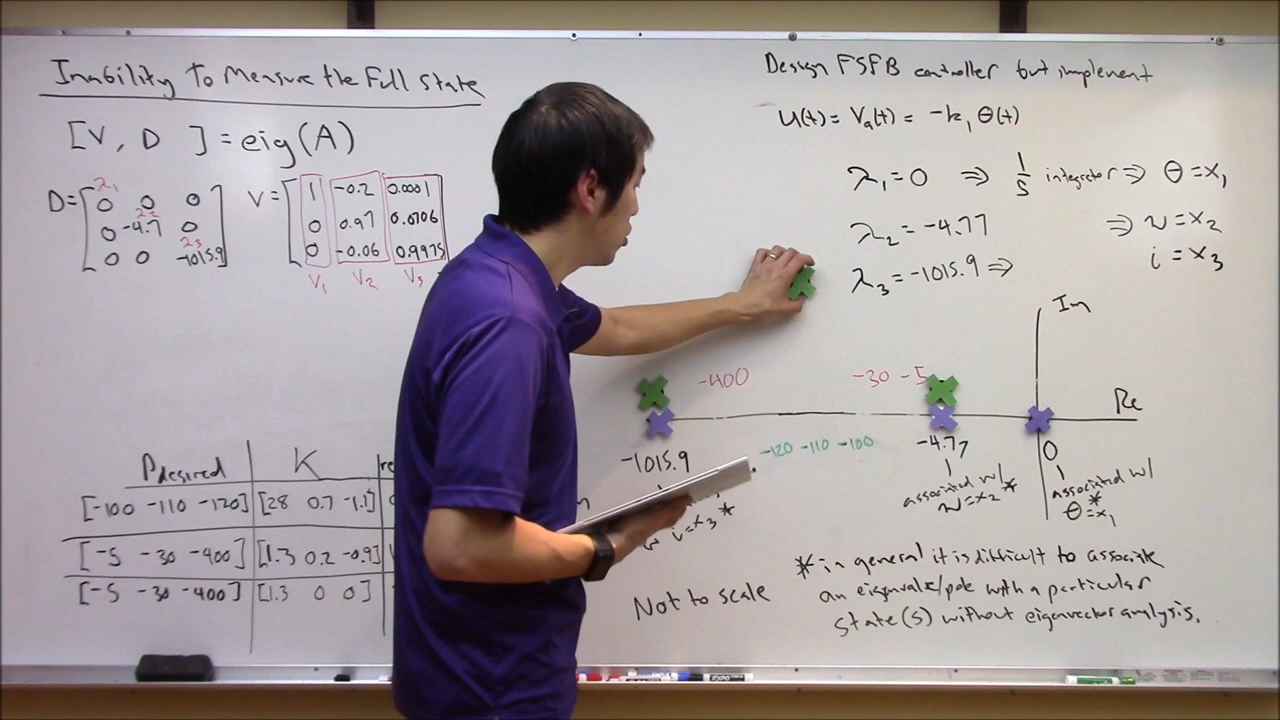 Inability to Measure the Full State
[V, D ] = eig(A)
λ1 λ2 λ3
D = [0 0 0
0 -4.7 0
0 0 -1015.9]
V = [1 -0.2 0.0001
0 0.97 0.0706
0 -0.06 0.9975
V1 V2 V3
Pdesired K re
[-100 -110 -120] [28 0.7 -1.1]
[-5 -30 -400] [1.3 0.2 -0.9]
[-5 -30 -400] [1.3 0 0]
Design FSFB controller but implement
u(t) = Va(t) = -k1 θ(t)
λ1 = 0 ⇒ 1/s integrator ⇒ θ = x1
λ2 = -4.77 ⇒ w = x2
λ3 = -1015.9 ⇒ i = x3
Im
-400 -30 -5
Re
-1015.9 -120 -110 -100 -4.77 0
i = x3 *
associated w/
w = x2 *
associated w/
*
θ = x1
Not to scale
* in general it is difficult to associate
an eigenvalue/pole with a particular
state(s) without eigenvector analysis.